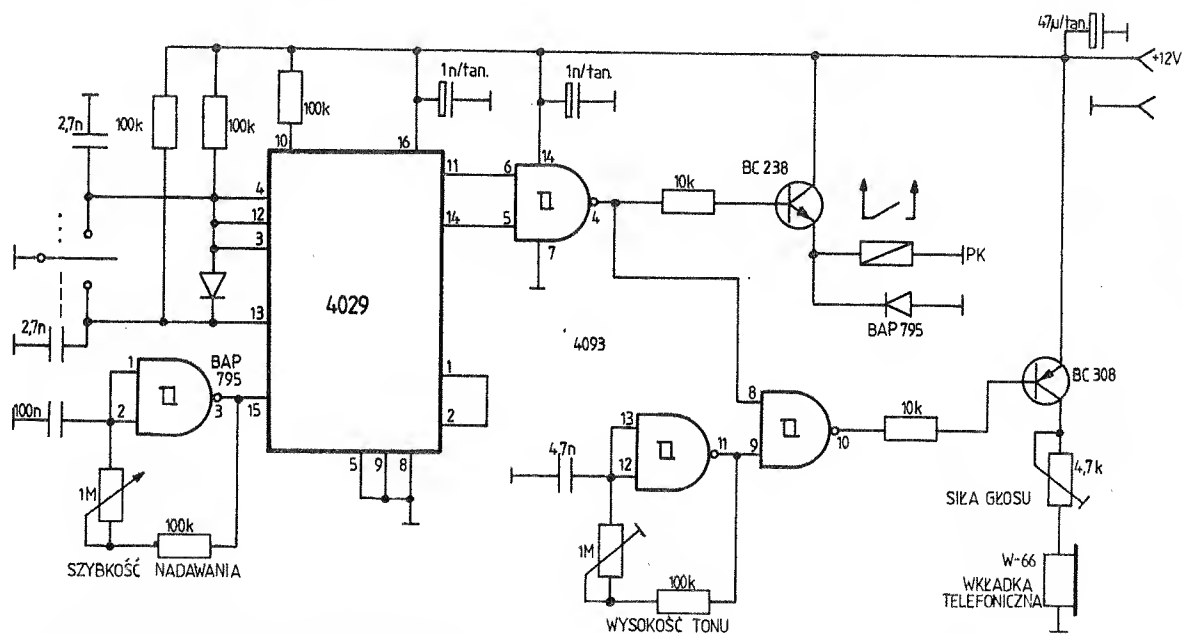 47µ/tan.
+12V
1n/tan.
1n/tan.
2,7n
100k
100k
100k
10
16
14
4
12
3
13
11
14
6
5
4
7
10k
BC 238
PK
BAP 795
4029
4093
2,7n
BAP
795
1
2
3
15
100n
1M
100k
SZYBKOŚĆ NADAWANIA
1
2
5
9
8
4,7n
13
12
11
8
9
10
10k
BC 308
4,7k
SIŁA GŁOSU
1M
100k
WYSOKOŚĆ TONU
W-66
WKŁADKA
TELEFONICZNA